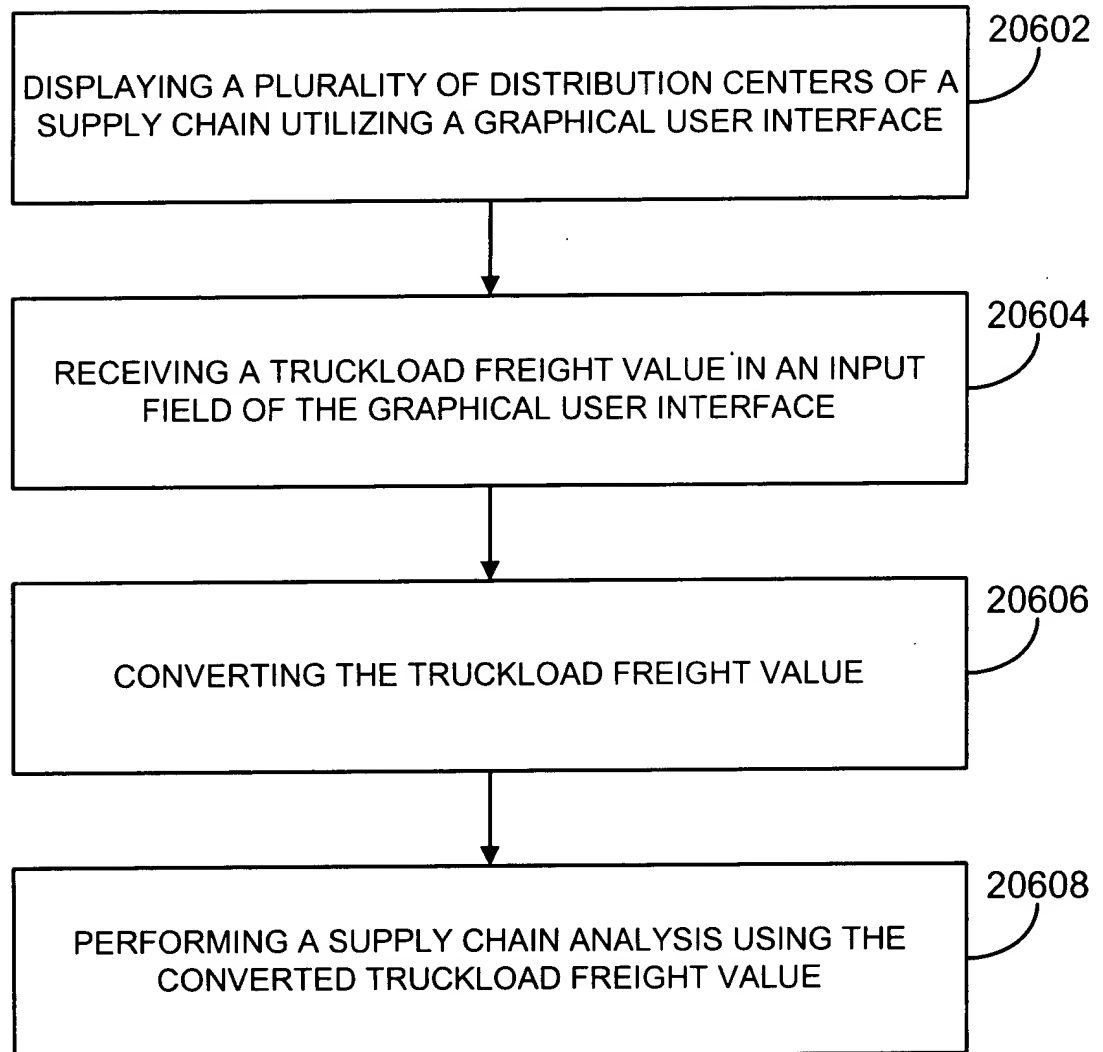 20602
DISPLAYING A PLURALITY OF DISTRIBUTION CENTERS OF A
SUPPLY CHAIN UTILIZING A GRAPHICAL USER INTERFACE
20604
RECEIVING A TRUCKLOAD FREIGHT VALUE IN AN INPUT
FIELD OF THE GRAPHICAL USER INTERFACE
20606
CONVERTING THE TRUCKLOAD FREIGHT VALUE
20608
PERFORMING A SUPPLY CHAIN ANALYSIS USING THE
CONVERTED TRUCKLOAD FREIGHT VALUE